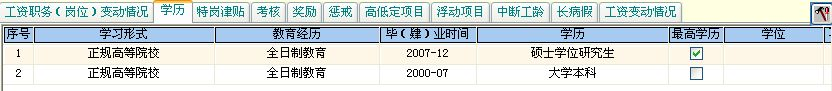 工资职务（岗位）变动情况 学历 特岗津贴 考核 奖励 惩戒 高低定项目 浮动项目 中断工龄 长病假 工资变动情况
序号 学习形式 教育经历 毕（肄）业时间 学历 最高学历 学位
1 正规高等院校 全日制教育 2007-12 硕士学位研究生
2 正规高等院校 全日制教育 2000-07 大学本科